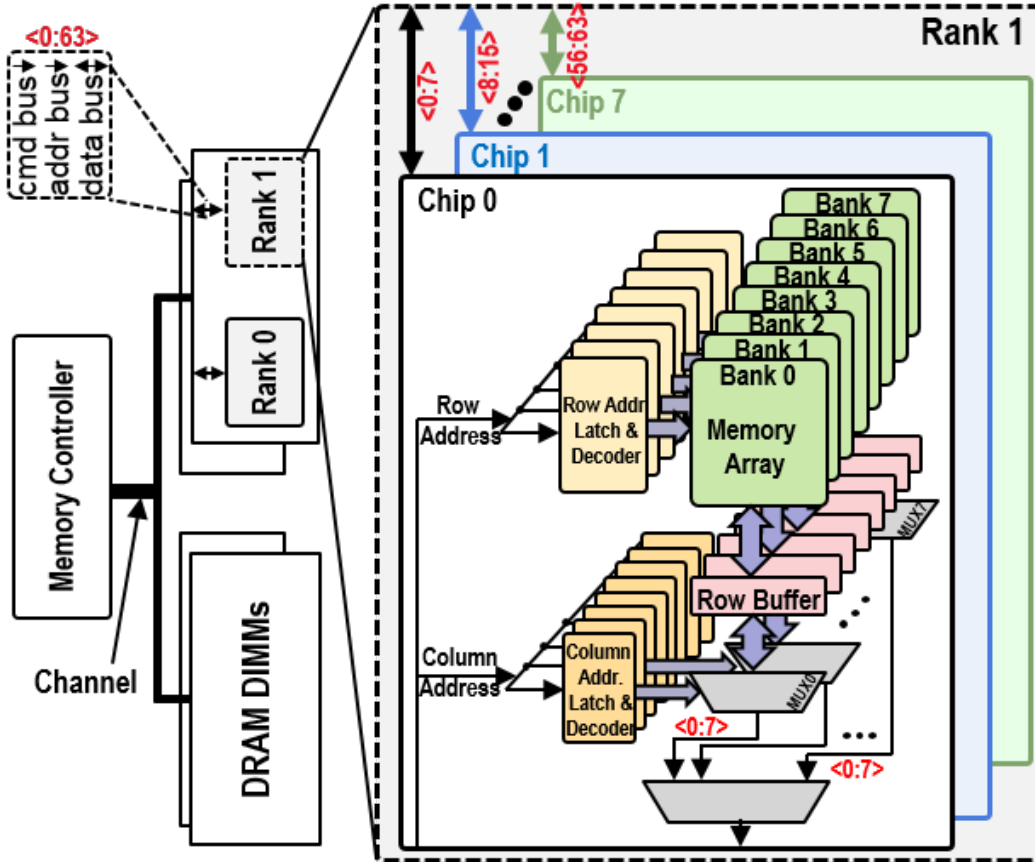 <0:63>
cmd bus
addr bus
data bus
Rank 1
Rank 0
Memory Controller
Channel
DRAM DIMMs
Rank 1
<0:7>
<8:15>
<56:63>
Chip 7
Chip 1
Chip 0
Bank 7
Bank 6
Bank 5
Bank 4
Bank 3
Bank 2
Bank 1
Bank 0
Memory
Array
Row
Address
Row Addr
Latch &
Decoder
MUX7
Row Buffer
Column
Address
Column
Addr.
Latch &
Decoder
MUX0
<0:7>
<0:7>